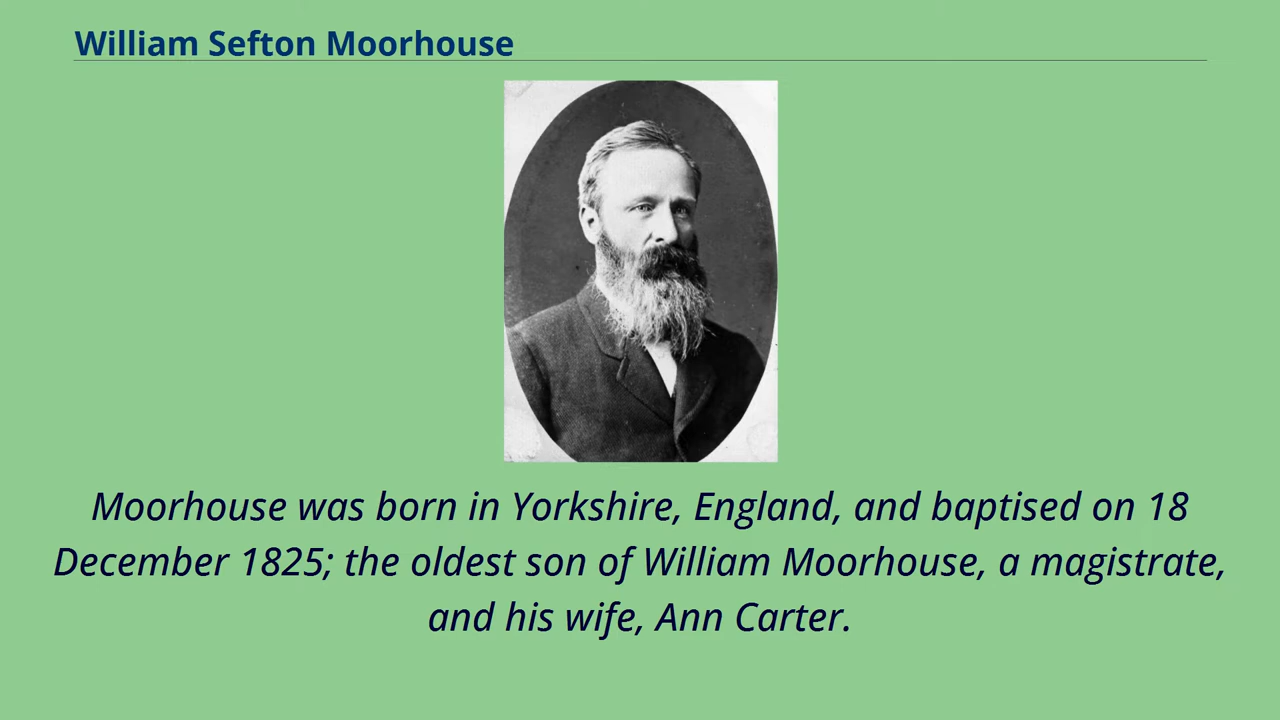 William Sefton Moorhouse
Moorhouse was born in Yorkshire, England, and baptised on 18
December 1825; the oldest son of William Moorhouse, a magistrate,
and his wife, Ann Carter.